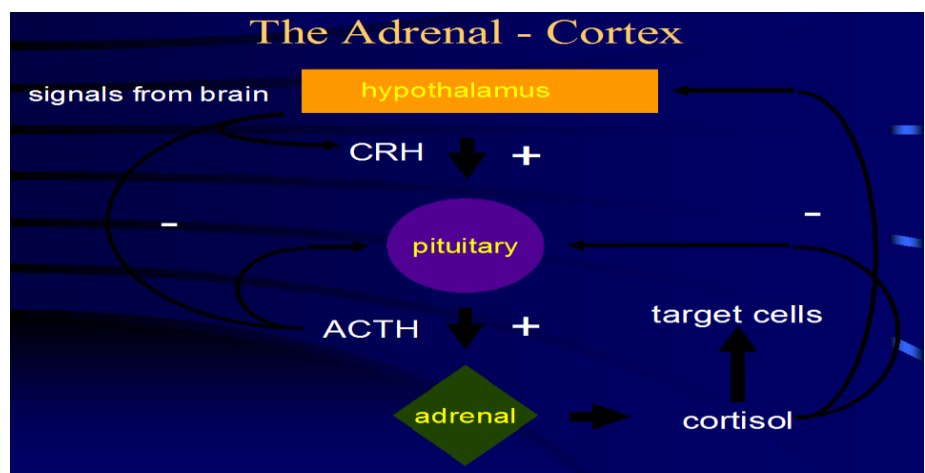 The Adrenal - Cortex
signals from brain
hypothalamus
CRH
+
-
-
pituitary
ACTH
+
target cells
adrenal
cortisol